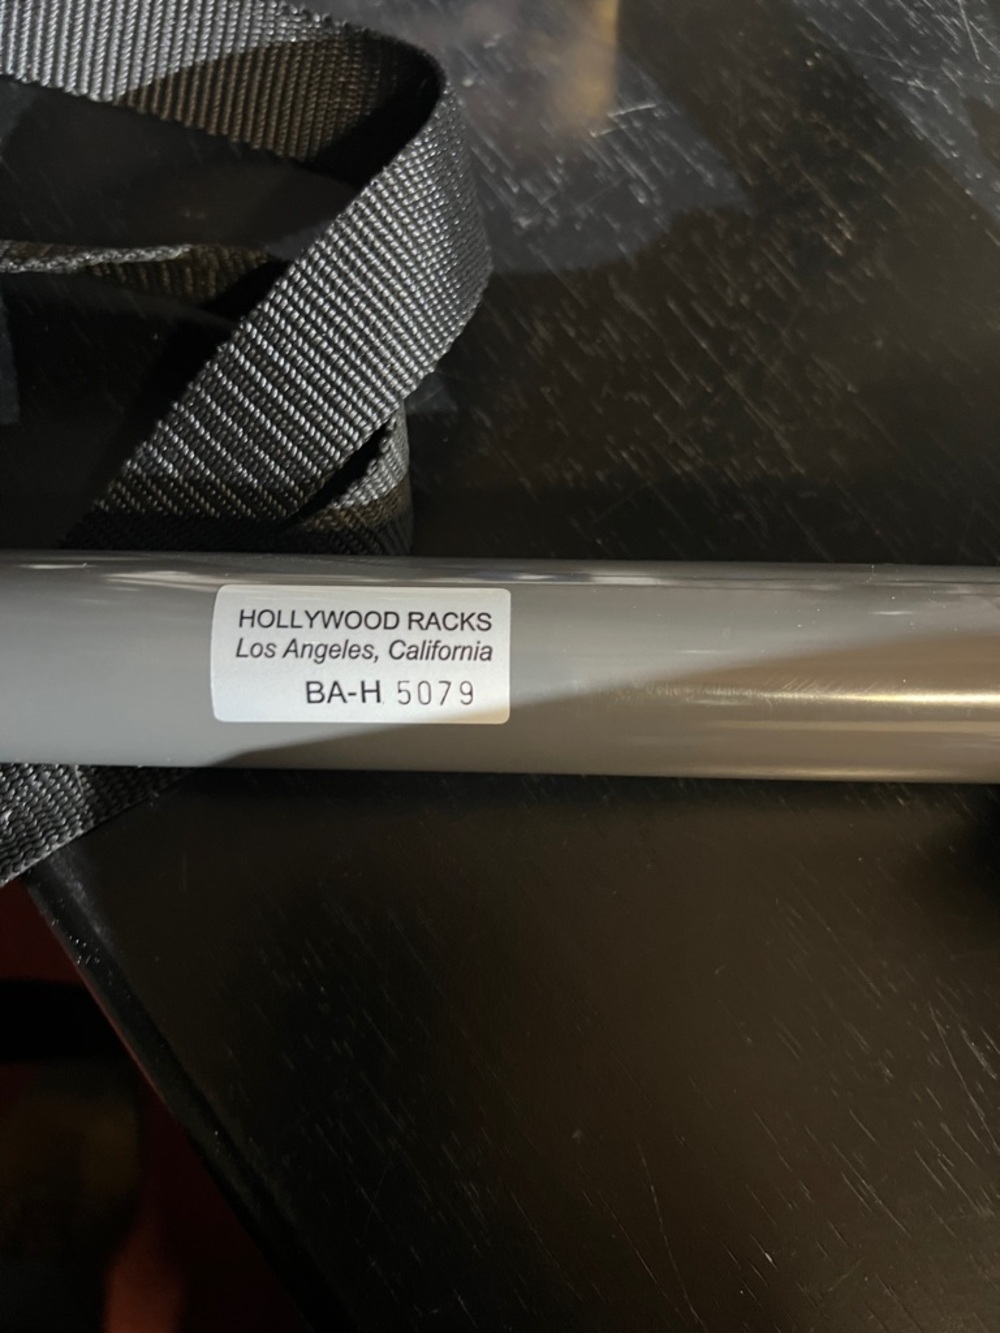 HOLLYWOOD RACKS
Los Angeles, California
BA-H 5079